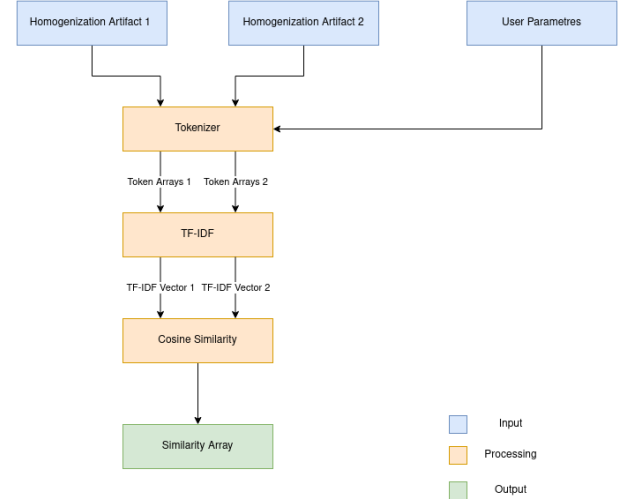 Homogenization Artifact 1
Homogenization Artifact 2
User Parametres
Tokenizer
Token Arrays 1
Token Arrays 2
TF-IDF
TF-IDF Vector 1
TF-IDF Vector 2
Cosine Similarity
Similarity Array
Input
Processing
Output